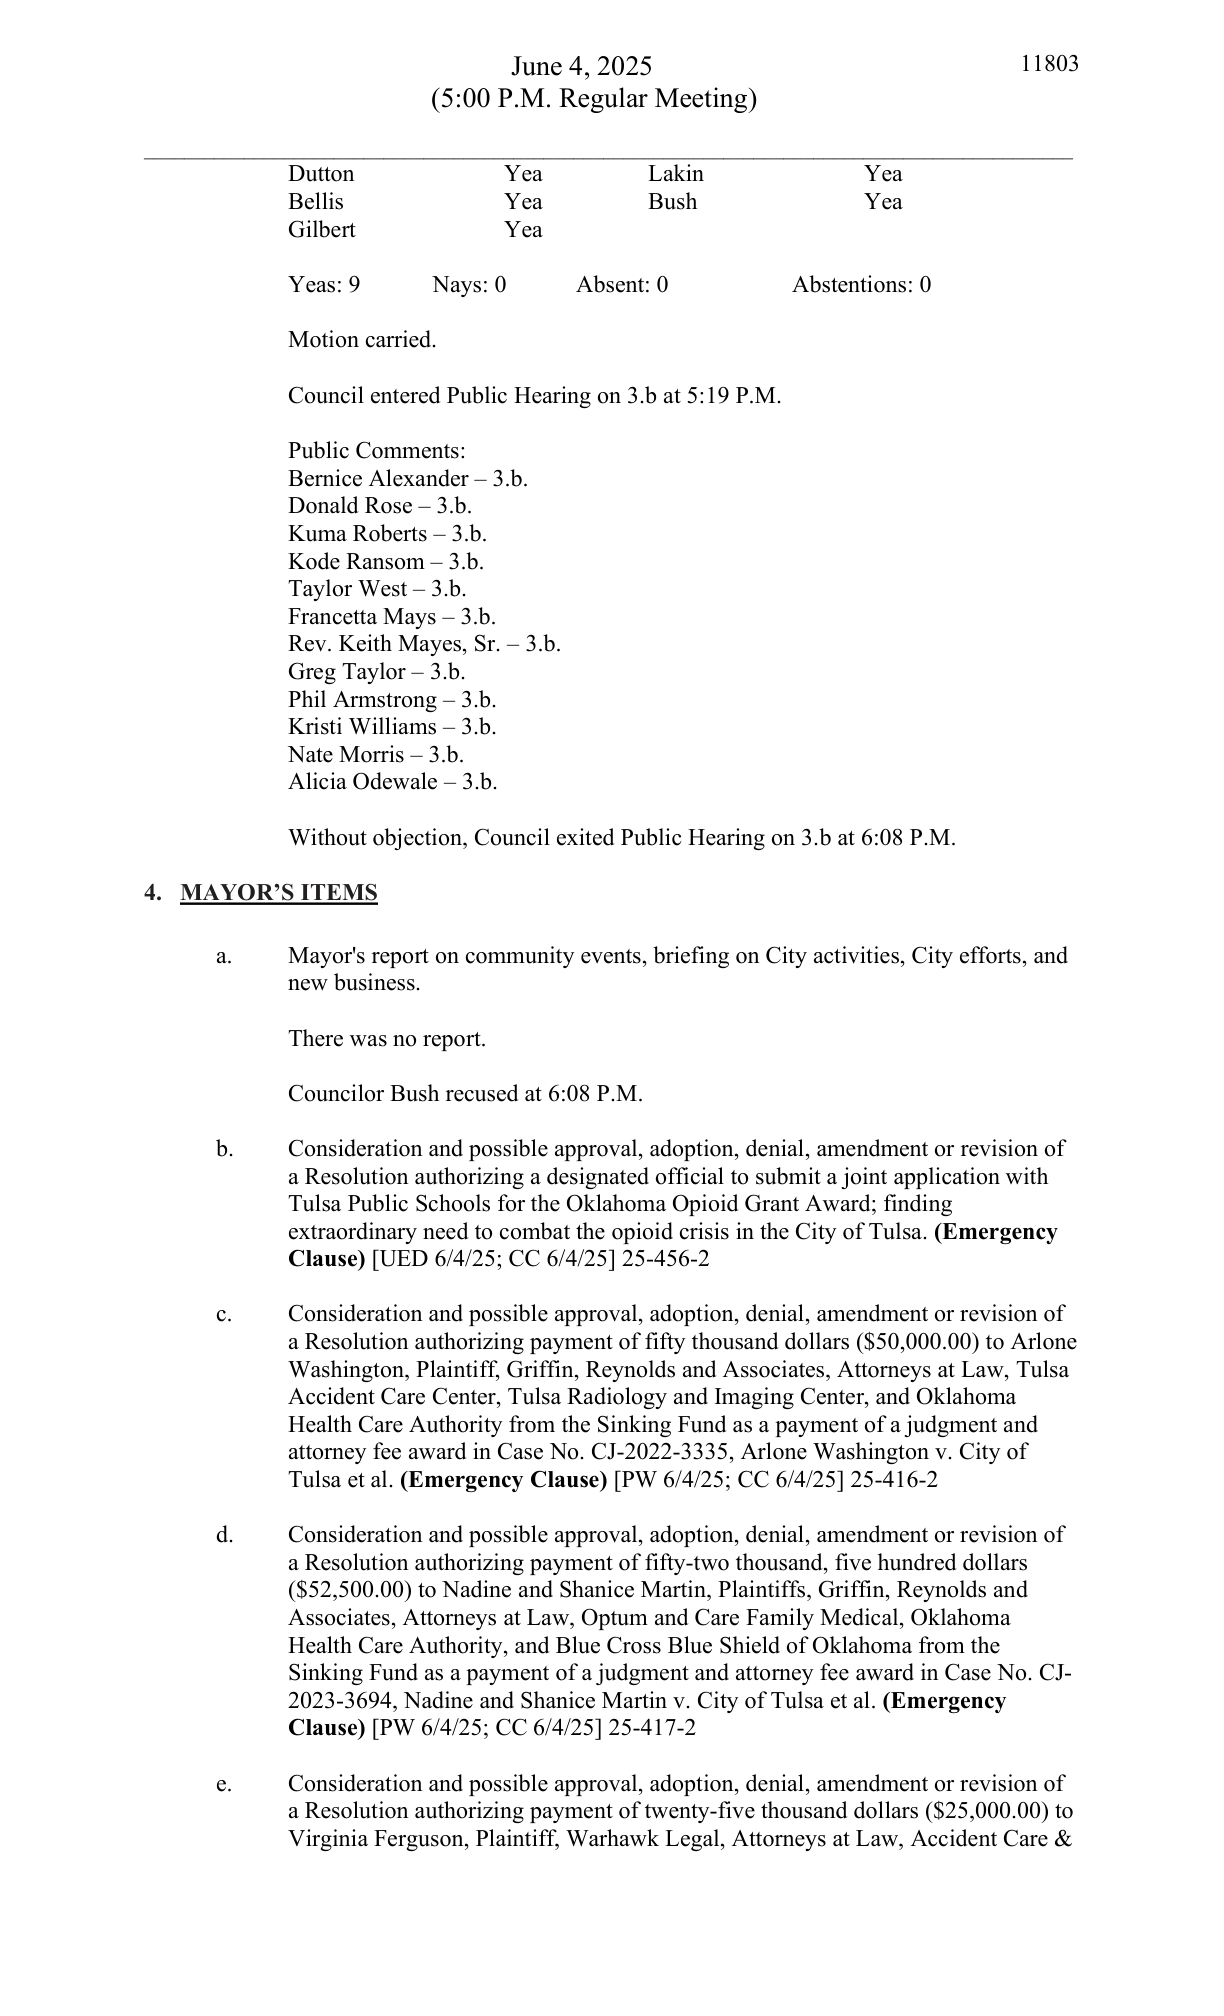 June 4, 2025
11803
(5:00 P.M. Regular Meeting)
Dutton Yea Lakin Yea
Bellis Yea Bush Yea
Gilbert Yea
Yeas: 9 Nays: 0 Absent: 0 Abstentions: 0
Motion carried.
Council entered Public Hearing on 3.b at 5:19 P.M.
Public Comments:
Bernice Alexander – 3.b.
Donald Rose – 3.b.
Kuma Roberts – 3.b.
Kode Ransom – 3.b.
Taylor West – 3.b.
Francetta Mays – 3.b.
Rev. Keith Mayes, Sr. – 3.b.
Greg Taylor – 3.b.
Phil Armstrong – 3.b.
Kristi Williams – 3.b.
Nate Morris – 3.b.
Alicia Odewale – 3.b.
Without objection, Council exited Public Hearing on 3.b at 6:08 P.M.
4. MAYOR’S ITEMS
a. Mayor's report on community events, briefing on City activities, City efforts, and
new business.
There was no report.
Councilor Bush recused at 6:08 P.M.
b. Consideration and possible approval, adoption, denial, amendment or revision of
a Resolution authorizing a designated official to submit a joint application with
Tulsa Public Schools for the Oklahoma Opioid Grant Award; finding
extraordinary need to combat the opioid crisis in the City of Tulsa. (Emergency
Clause) [UED 6/4/25; CC 6/4/25] 25-456-2
c. Consideration and possible approval, adoption, denial, amendment or revision of
a Resolution authorizing payment of fifty thousand dollars ($50,000.00) to Arlone
Washington, Plaintiff, Griffin, Reynolds and Associates, Attorneys at Law, Tulsa
Accident Care Center, Tulsa Radiology and Imaging Center, and Oklahoma
Health Care Authority from the Sinking Fund as a payment of a judgment and
attorney fee award in Case No. CJ-2022-3335, Arlone Washington v. City of
Tulsa et al. (Emergency Clause) [PW 6/4/25; CC 6/4/25] 25-416-2
d. Consideration and possible approval, adoption, denial, amendment or revision of
a Resolution authorizing payment of fifty-two thousand, five hundred dollars
($52,500.00) to Nadine and Shanice Martin, Plaintiffs, Griffin, Reynolds and
Associates, Attorneys at Law, Optum and Care Family Medical, Oklahoma
Health Care Authority, and Blue Cross Blue Shield of Oklahoma from the
Sinking Fund as a payment of a judgment and attorney fee award in Case No. CJ-
2023-3694, Nadine and Shanice Martin v. City of Tulsa et al. (Emergency
Clause) [PW 6/4/25; CC 6/4/25] 25-417-2
e. Consideration and possible approval, adoption, denial, amendment or revision of
a Resolution authorizing payment of twenty-five thousand dollars ($25,000.00) to
Virginia Ferguson, Plaintiff, Warhawk Legal, Attorneys at Law, Accident Care &